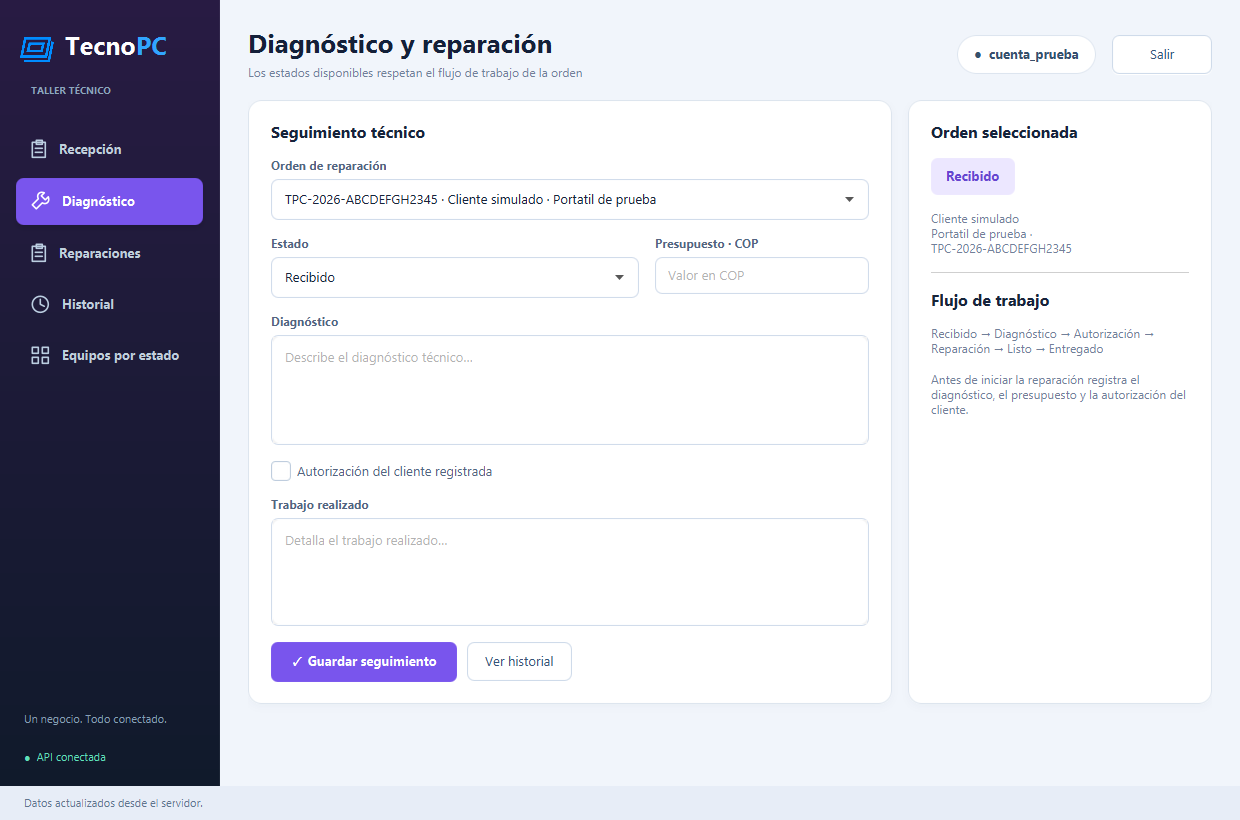 TecnoPC
TALLER TÉCNICO
Recepción
Diagnóstico
Reparaciones
Historial
Equipos por estado
Un negocio. Todo conectado.
● API conectada
Diagnóstico y reparación
Los estados disponibles respetan el flujo de trabajo de la orden
● cuenta_prueba
Salir
Seguimiento técnico
Orden de reparación
TPC-2026-ABCDEFGH2345 · Cliente simulado · Portatil de prueba
Estado
Presupuesto · COP
Recibido
Valor en COP
Diagnóstico
Describe el diagnóstico técnico...
Autorización del cliente registrada
Trabajo realizado
Detalla el trabajo realizado...
✓ Guardar seguimiento
Ver historial
Orden seleccionada
Recibido
Cliente simulado
Portatil de prueba ·
TPC-2026-ABCDEFGH2345
Flujo de trabajo
Recibido → Diagnóstico → Autorización →
Reparación → Listo → Entregado
Antes de iniciar la reparación registra el
diagnóstico, el presupuesto y la autorización del
cliente.
Datos actualizados desde el servidor.